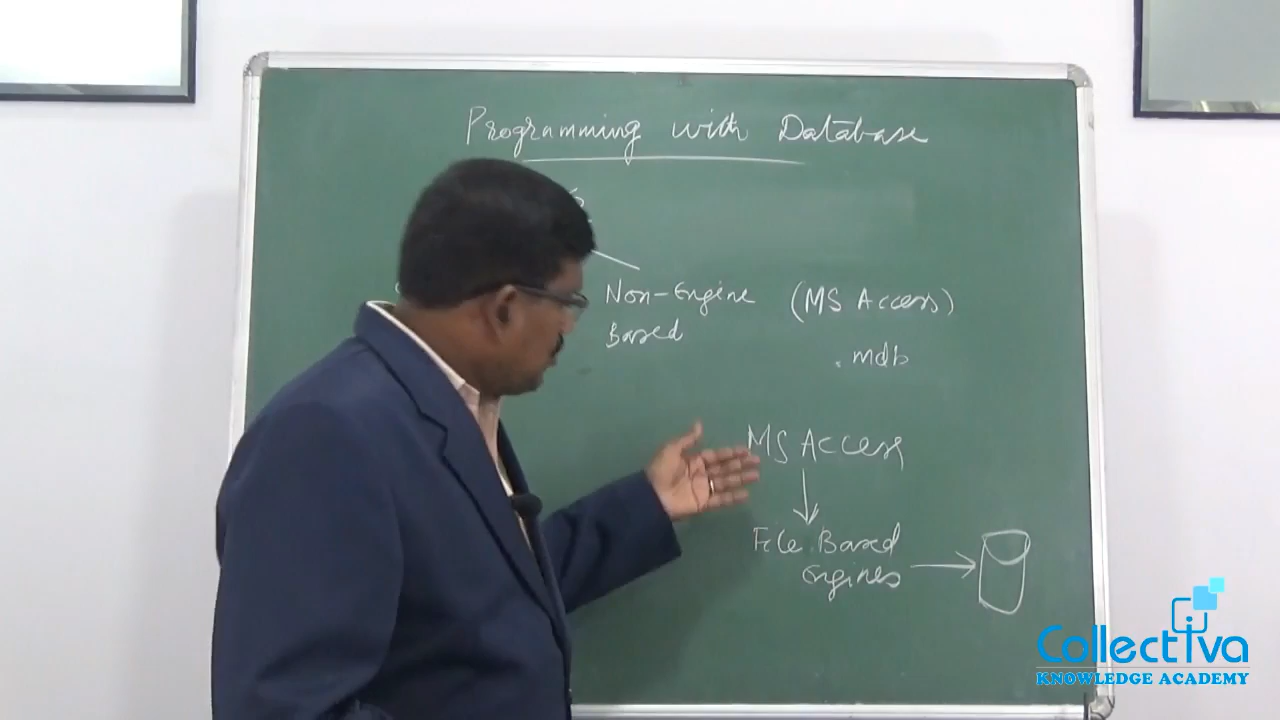 Programming with Database
Non-Engine (MS Access)
Based
.mdb
MS Access
File Based
Engines
Collectiva
KNOWLEDGE ACADEMY